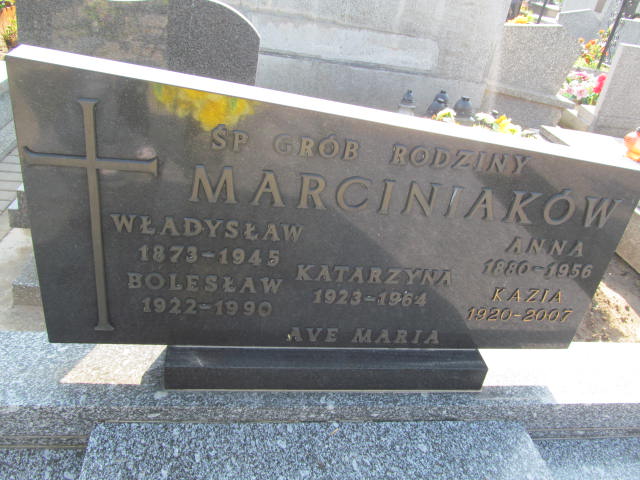 ŚP GRÓB RODZINY
MARCINIAKÓW
WŁADYSŁAW
1873-1945
ANNA
1880-1956
BOLESŁAW
1922-1990
KATARZYNA
1923-1964
KAZIA
1920-2007
AVE MARIA